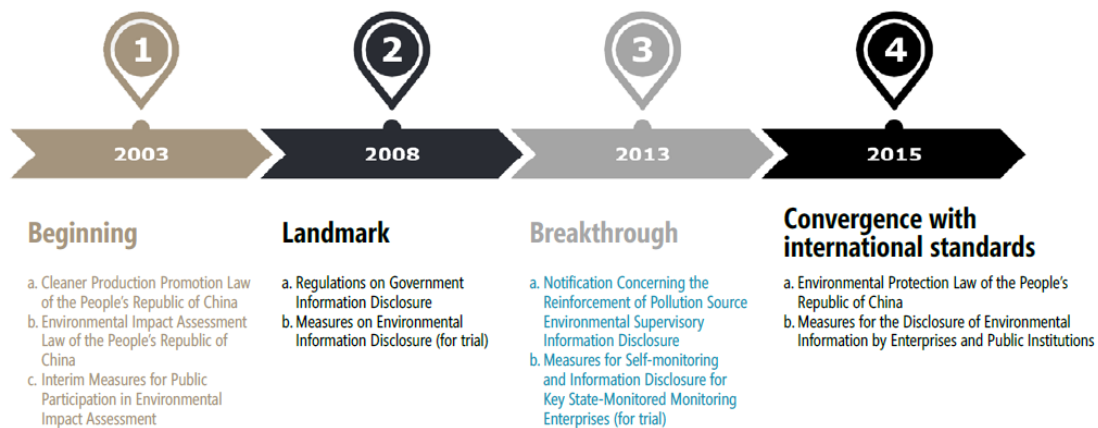 1
2
3
4
2003
2008
2013
2015
Beginning
a. Cleaner Production Promotion Law
of the People's Republic of China
b. Environmental Impact Assessment
Law of the People's Republic of
China
c. Interim Measures for Public
Participation in Environmental
Impact Assessment
Landmark
a. Regulations on Government
Information Disclosure
b. Measures on Environmental
Information Disclosure (for trial)
Breakthrough
a. Notification Concerning the
Reinforcement of Pollution Source
Environmental Supervisory
Information Disclosure
b. Measures for Self-monitoring
and Information Disclosure for
Key State-Monitored Monitoring
Enterprises (for trial)
Convergence with
international standards
a. Environmental Protection Law of the People's
Republic of China
b. Measures for the Disclosure of Environmental
Information by Enterprises and Public Institutions